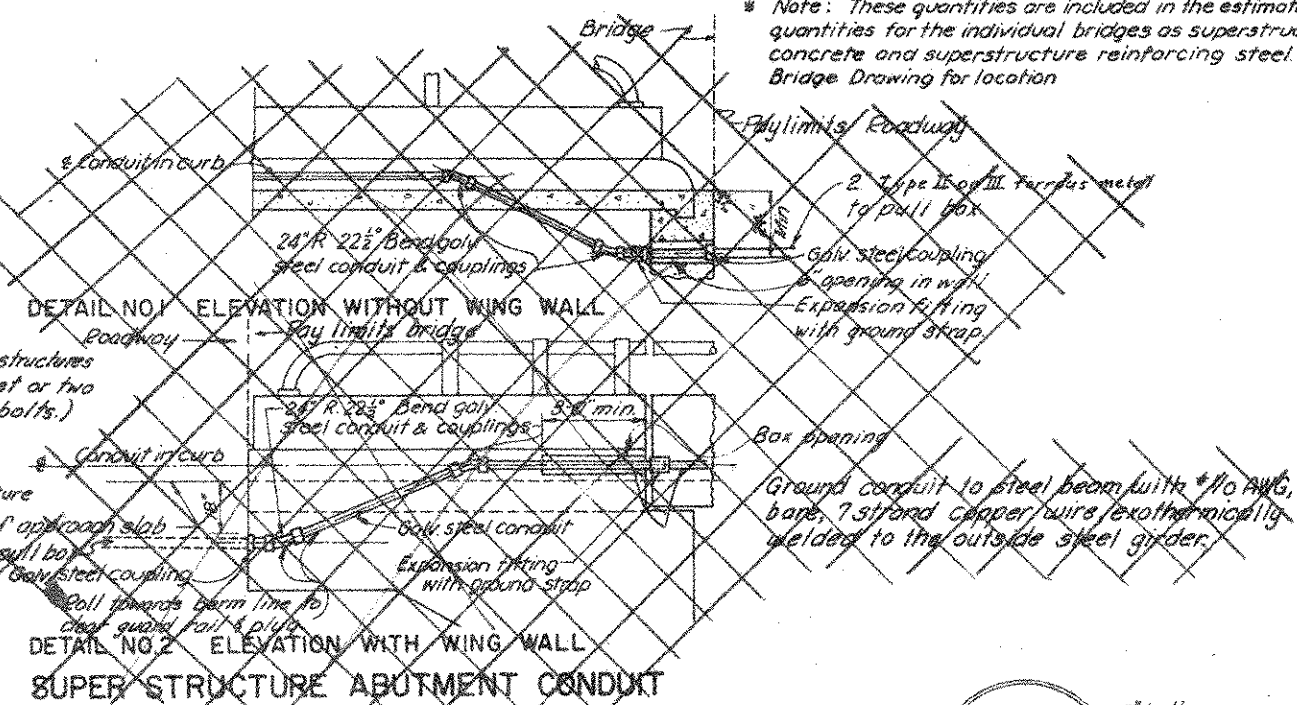 * Note: These quantities are included in the estimate
quantities for the individual bridges as superstruc
concrete and superstructure reinforcing steel.
Bridge Drawing for location
Bridge
Pay limits Roadway
℄ Conduit in curb
2" Type II or III ferrous metal
to pull box
Min
24"R 22½° Bend galv.
steel conduit & couplings
Galv. steel coupling
6" opening in wall
Expansion fitting
with ground strap
DETAIL NO.1 ELEVATION WITHOUT WING WALL
Roadway
Pay limits bridge
structures
et or two
bolts.)
24" R. 22½° Bend galv.
steel conduit & couplings
min.
Box opening
℄ Conduit in curb
ture
Ground conduit to steel beam with #1/0 AWG,
bare, 7 strand copper wire exothermically
welded to the outside steel girder.
approach slab
pull box
Galv. steel conduit
Galv. steel coupling
Expansion fitting
with ground strap
Roll towards berm line to
clear guard rail & plug
DETAIL NO.2 ELEVATION WITH WING WALL
SUPER STRUCTURE ABUTMENT CONDUIT